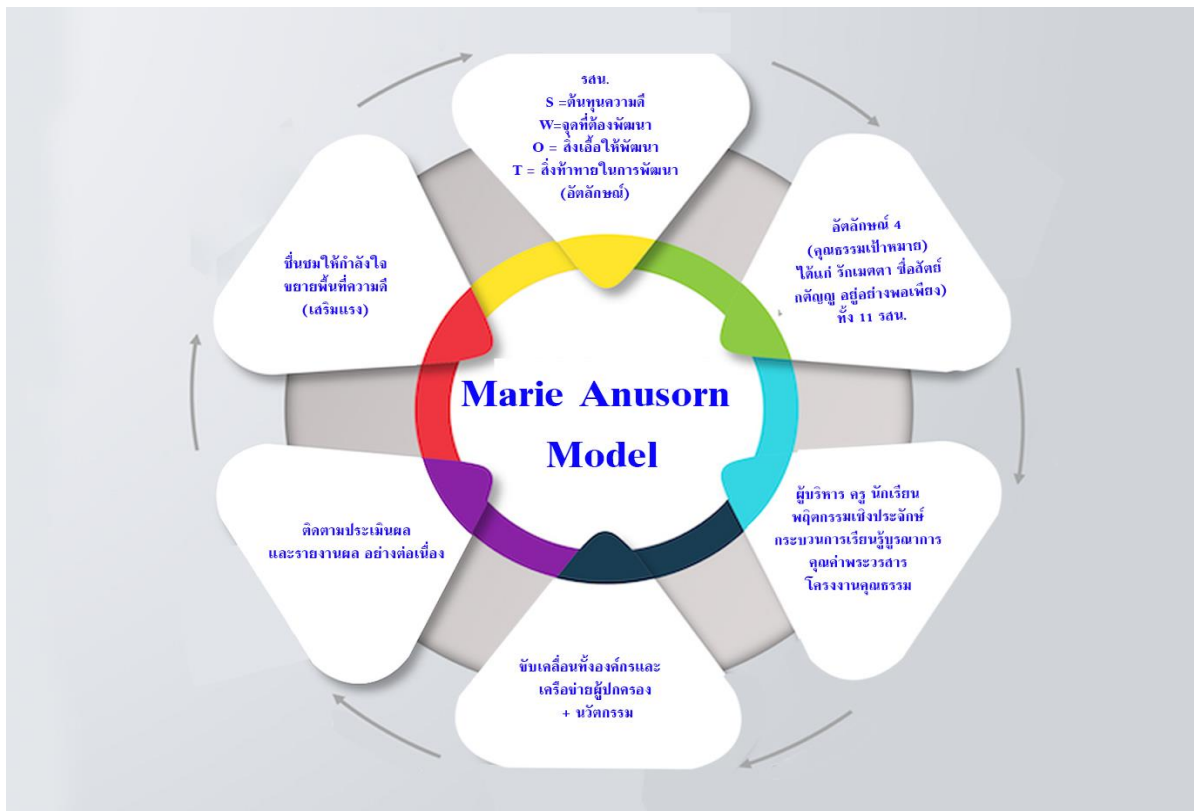 รสน.
S =ต้นทุนความดี
W=จุดที่ต้องพัฒนา
O = สิ่งเอื้อให้พัฒนา
T = สิ่งท้าทายในการพัฒนา
(อัตลักษณ์)
อัตลักษณ์ 4
(คุณธรรมเป้าหมาย)
ได้แก่ รักเมตตา ซื่อสัตย์
กตัญญู อยู่อย่างพอเพียง)
ทั้ง 11 รสน.
ผู้บริหาร ครู นักเรียน
พฤติกรรมเชิงประจักษ์
กระบวนการเรียนรู้บูรณาการ
คุณค่าพระวรสาร
โครงงานคุณธรรม
ขับเคลื่อนทั้งองค์กรและ
เครือข่ายผู้ปกครอง
+ นวัตกรรม
ติดตามประเมินผล
และรายงานผล อย่างต่อเนื่อง
ชื่นชมให้กำลังใจ
ขยายพื้นที่ความดี
(เสริมแรง)
Marie Anusorn
Model